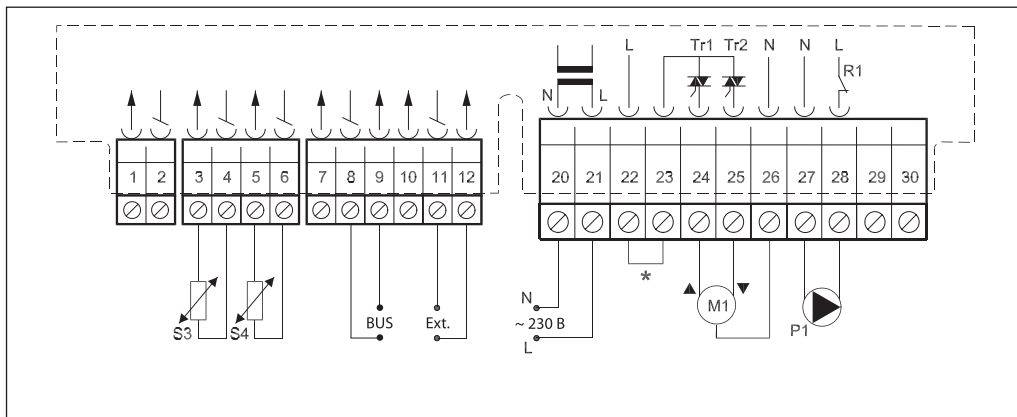 L Tr1 Tr2 N N L
R1
N L
1 2 3 4 5 6 7 8 9 10 11 12 20 21 22 23 24 25 26 27 28 29 30
*
N
M1
S3 S4 BUS Ext. ~ 230 В P1
L